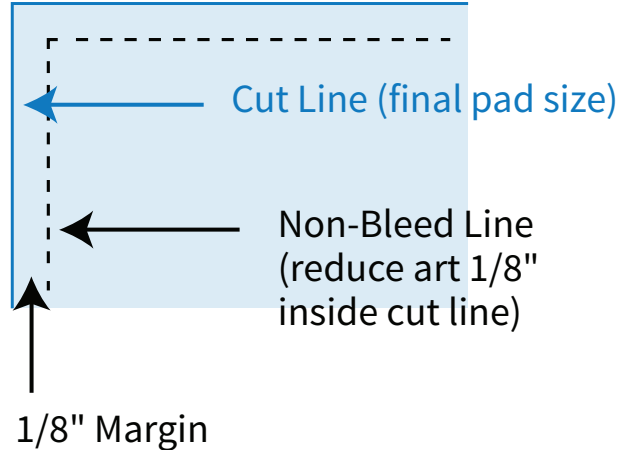 Cut Line (final pad size)
Non-Bleed Line
(reduce art 1/8"
inside cut line)
1/8" Margin